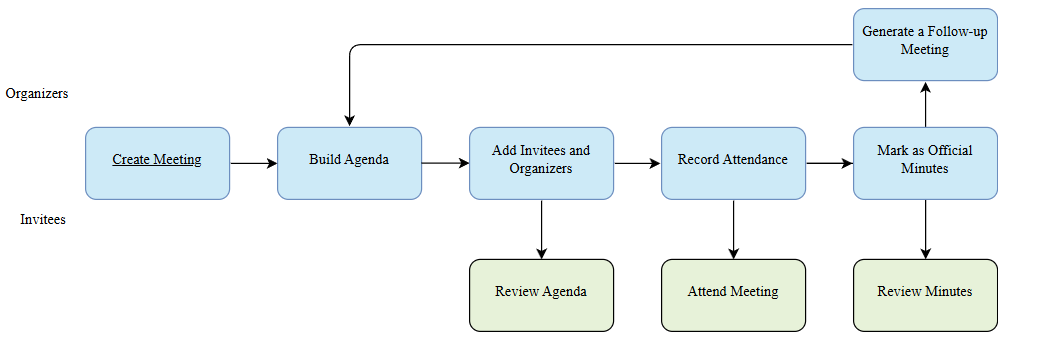 Generate a Follow-up
Meeting
Organizers
Create Meeting
Build Agenda
Add Invitees and
Organizers
Record Attendance
Mark as Official
Minutes
Invitees
Review Agenda
Attend Meeting
Review Minutes